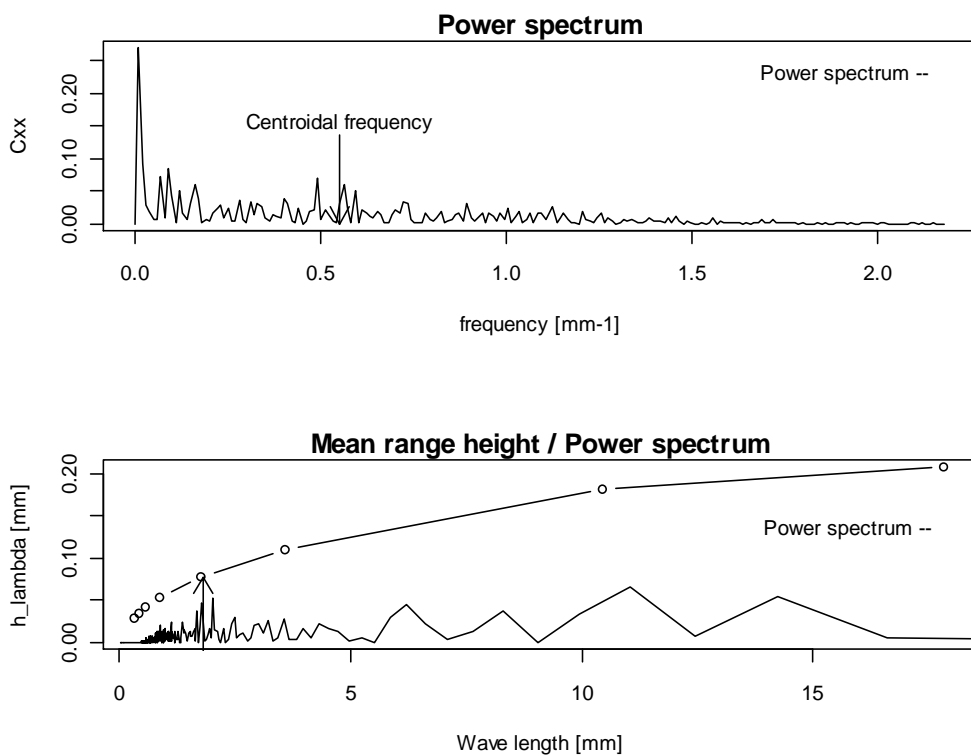 Power spectrum
Power spectrum --
Centroidal frequency
Cxx
0.20
0.10
0.00
0.0 0.5 1.0 1.5 2.0
frequency [mm-1]
Mean range height / Power spectrum
Power spectrum --
h_lambda [mm]
0.20
0.10
0.00
0 5 10 15
Wave length [mm]